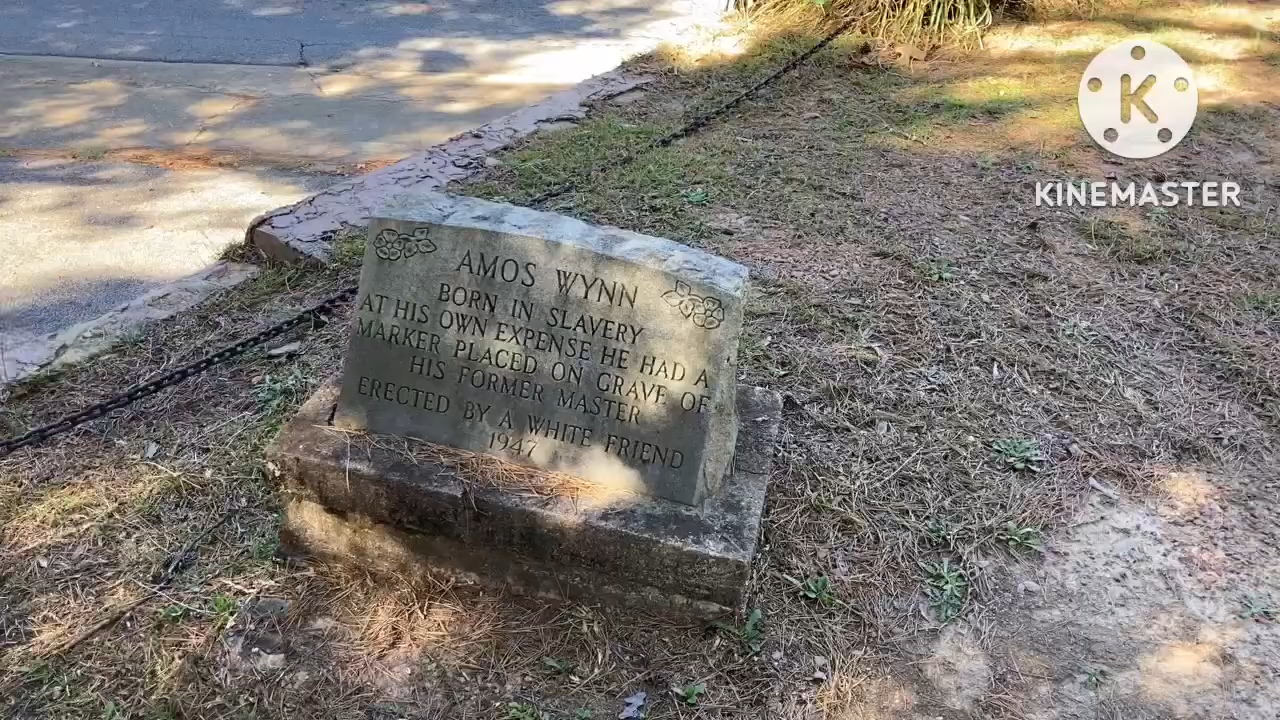 K
KINEMASTER
AMOS WYNN
BORN IN SLAVERY
AT HIS OWN EXPENSE HE HAD A
MARKER PLACED ON GRAVE OF
HIS FORMER MASTER
ERECTED BY A WHITE FRIEND
1947